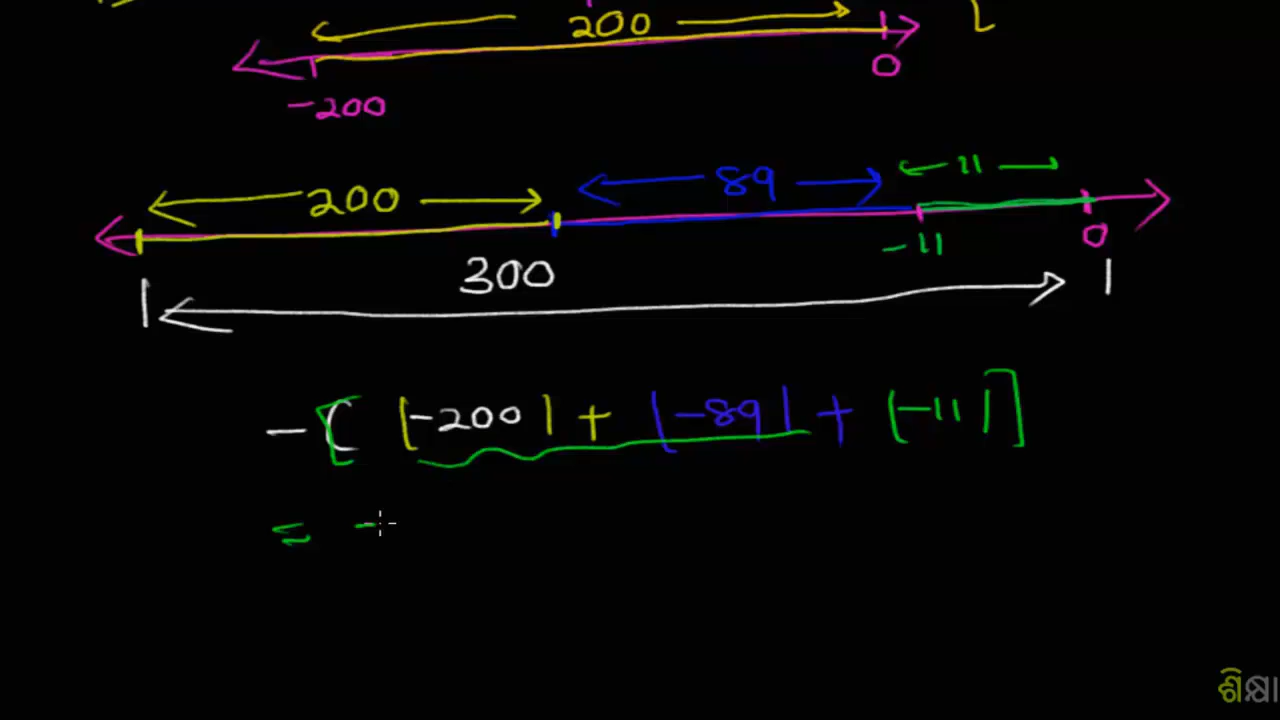 200
0
-200
200 89 11
-11 0
300
- [ |-200| + |-89| + |-11| ]
= -
ଶିକ୍ଷା